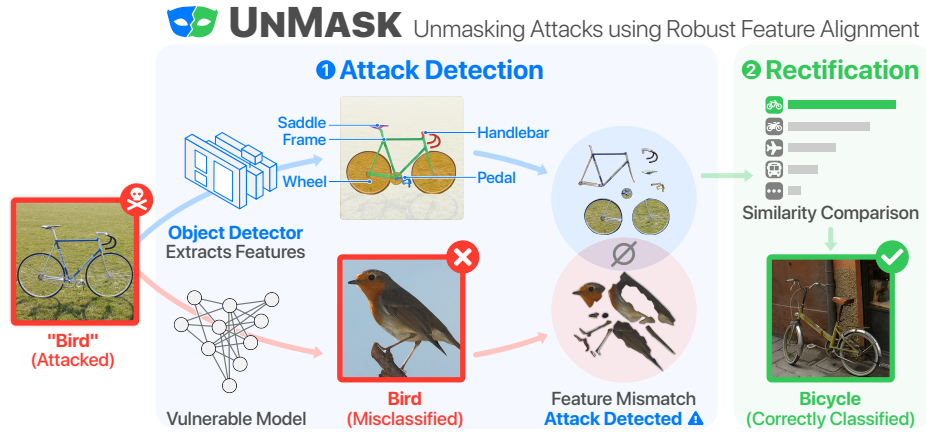 UNMASK Unmasking Attacks using Robust Feature Alignment
1 Attack Detection
2 Rectification
Saddle
Frame
Wheel
Handlebar
Pedal
Object Detector
Extracts Features
Similarity Comparison
"Bird"
(Attacked)
Vulnerable Model
Bird
(Misclassified)
∅
Feature Mismatch
Attack Detected
Bicycle
(Correctly Classified)